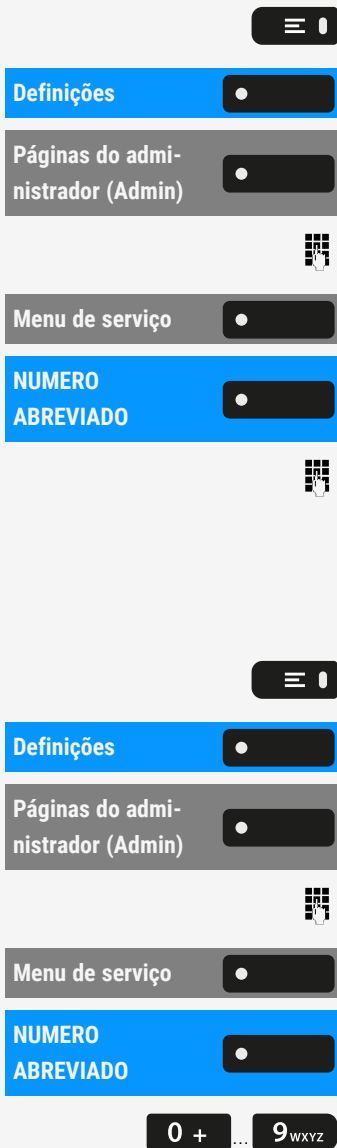 Definições
Páginas do admi-
nistrador (Admin)
Menu de serviço
NUMERO
ABREVIADO
Definições
Páginas do admi-
nistrador (Admin)
Menu de serviço
NUMERO
ABREVIADO
0 + ... 9 wxyz